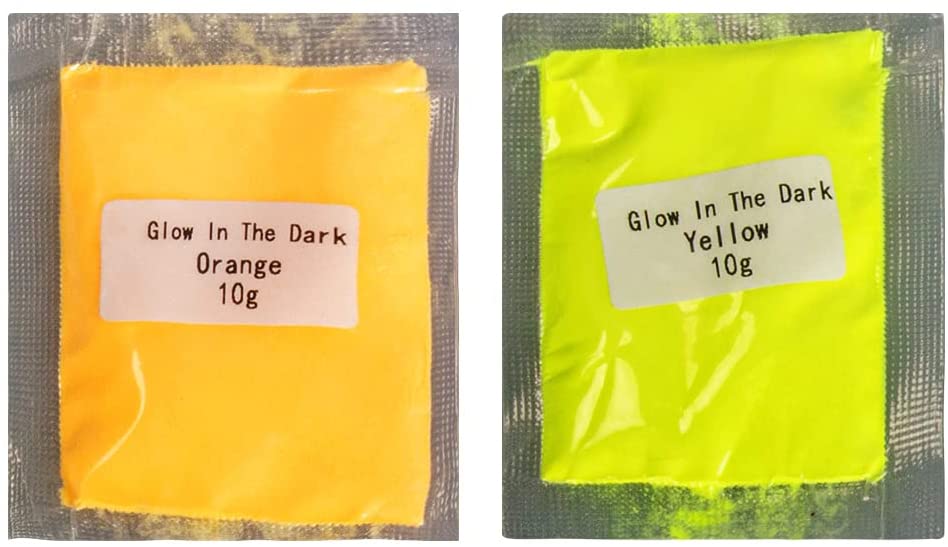 Glow In The Dark
Orange
10g
Glow In The Dark
Yellow
10g